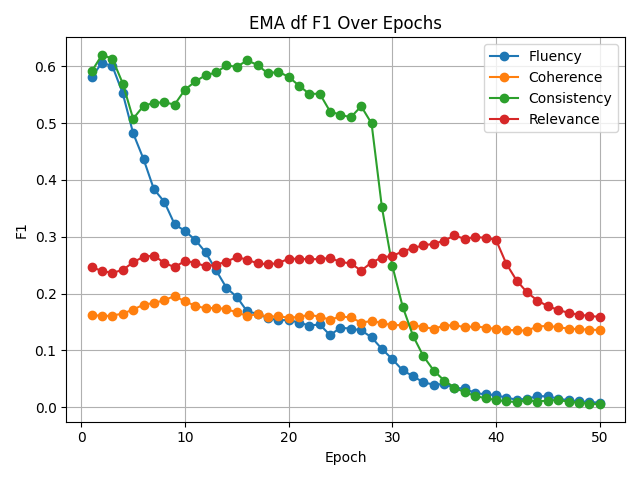 EMA df F1 Over Epochs
Fluency
Coherence
Consistency
Relevance
F1
0.6
0.5
0.4
0.3
0.2
0.1
0.0
0 10 20 30 40 50
Epoch